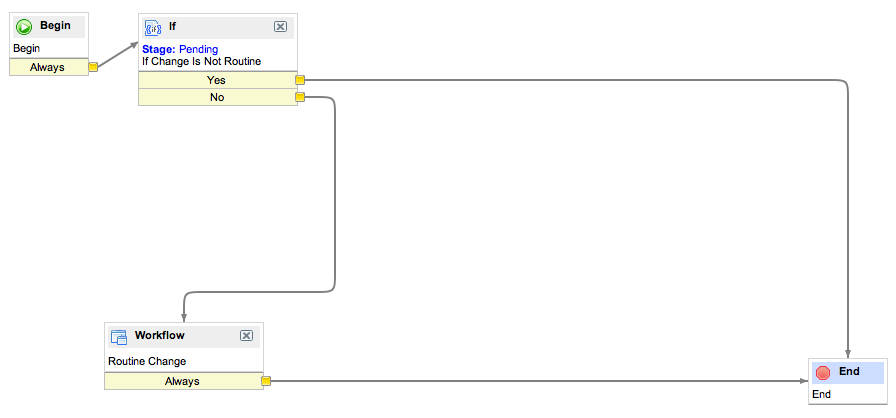 Begin
Begin
Always
If
Stage: Pending
If Change Is Not Routine
Yes
No
Workflow
Routine Change
Always
End
End